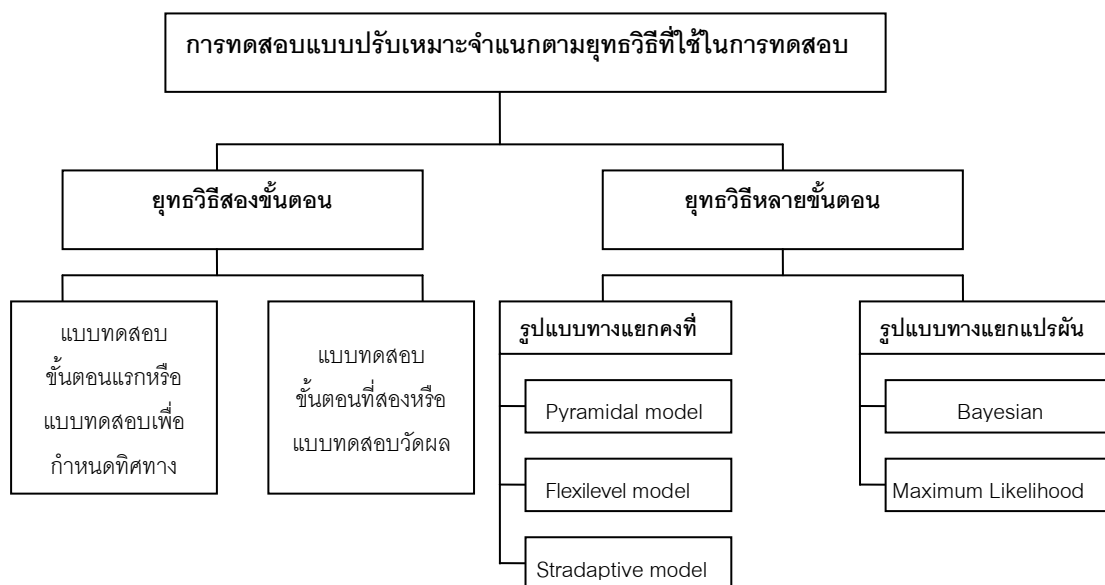 การทดสอบแบบปรับเหมาะจำแนกตามยุทธวิธีที่ใช้ในการทดสอบ
ยุทธวิธีสองขั้นตอน
ยุทธวิธีหลายขั้นตอน
แบบทดสอบ
ขั้นตอนแรกหรือ
แบบทดสอบเพื่อ
กำหนดทิศทาง
แบบทดสอบ
ขั้นตอนที่สองหรือ
แบบทดสอบวัดผล
รูปแบบทางแยกคงที่
Pyramidal model
Flexilevel model
Stradaptive model
รูปแบบทางแยกแปรผัน
Bayesian
Maximum Likelihood